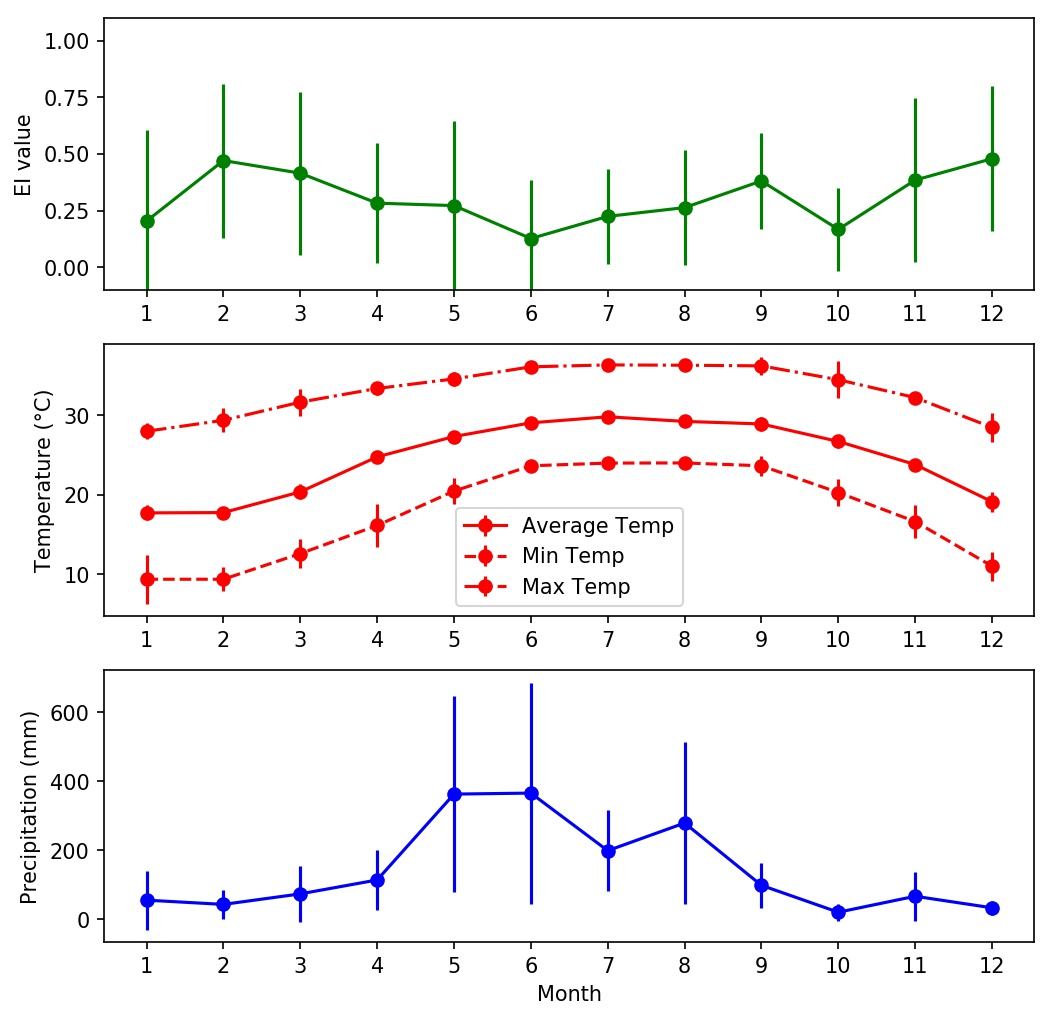 EI value
1.00
0.75
0.50
0.25
0.00
1 2 3 4 5 6 7 8 9 10 11 12
Temperature (°C)
30
20
10
Average Temp
Min Temp
Max Temp
1 2 3 4 5 6 7 8 9 10 11 12
Precipitation (mm)
600
400
200
0
1 2 3 4 5 6 7 8 9 10 11 12
Month